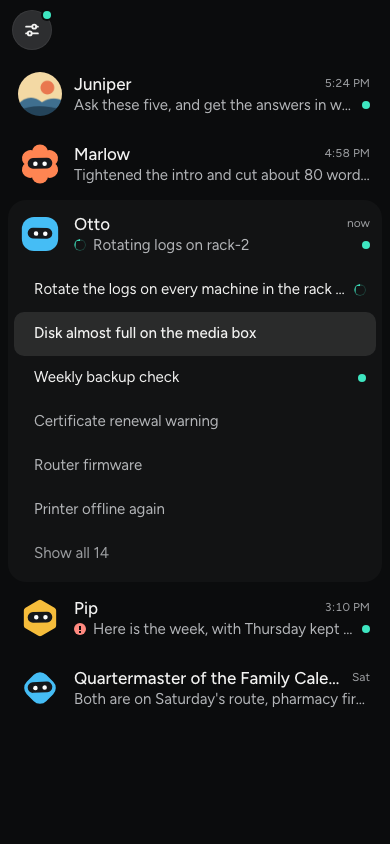 Juniper
5:24 PM
Ask these five, and get the answers in w...
Marlow
4:58 PM
Tightened the intro and cut about 80 word...
Otto
now
Rotating logs on rack-2
Rotate the logs on every machine in the rack ...
Disk almost full on the media box
Weekly backup check
Certificate renewal warning
Router firmware
Printer offline again
Show all 14
Pip
3:10 PM
Here is the week, with Thursday kept ...
Quartermaster of the Family Cale...
Sat
Both are on Saturday's route, pharmacy fir...